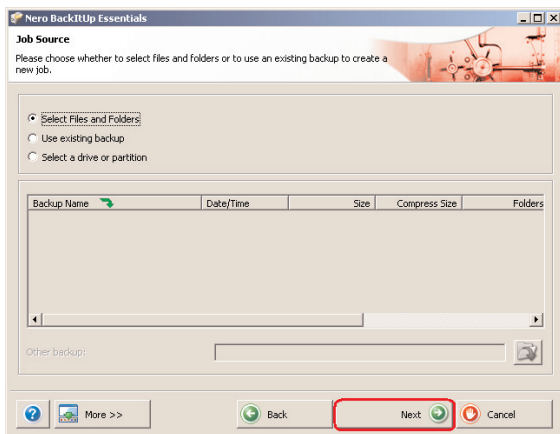 Nero BackItUp Essentials
Job Source
Please choose whether to select files and folders or to use an existing backup to create a
new job.
Select Files and Folders
Use existing backup
Select a drive or partition
Backup Name Date/Time Size Compress Size Folders
Other backup:
More >> Back Next Cancel